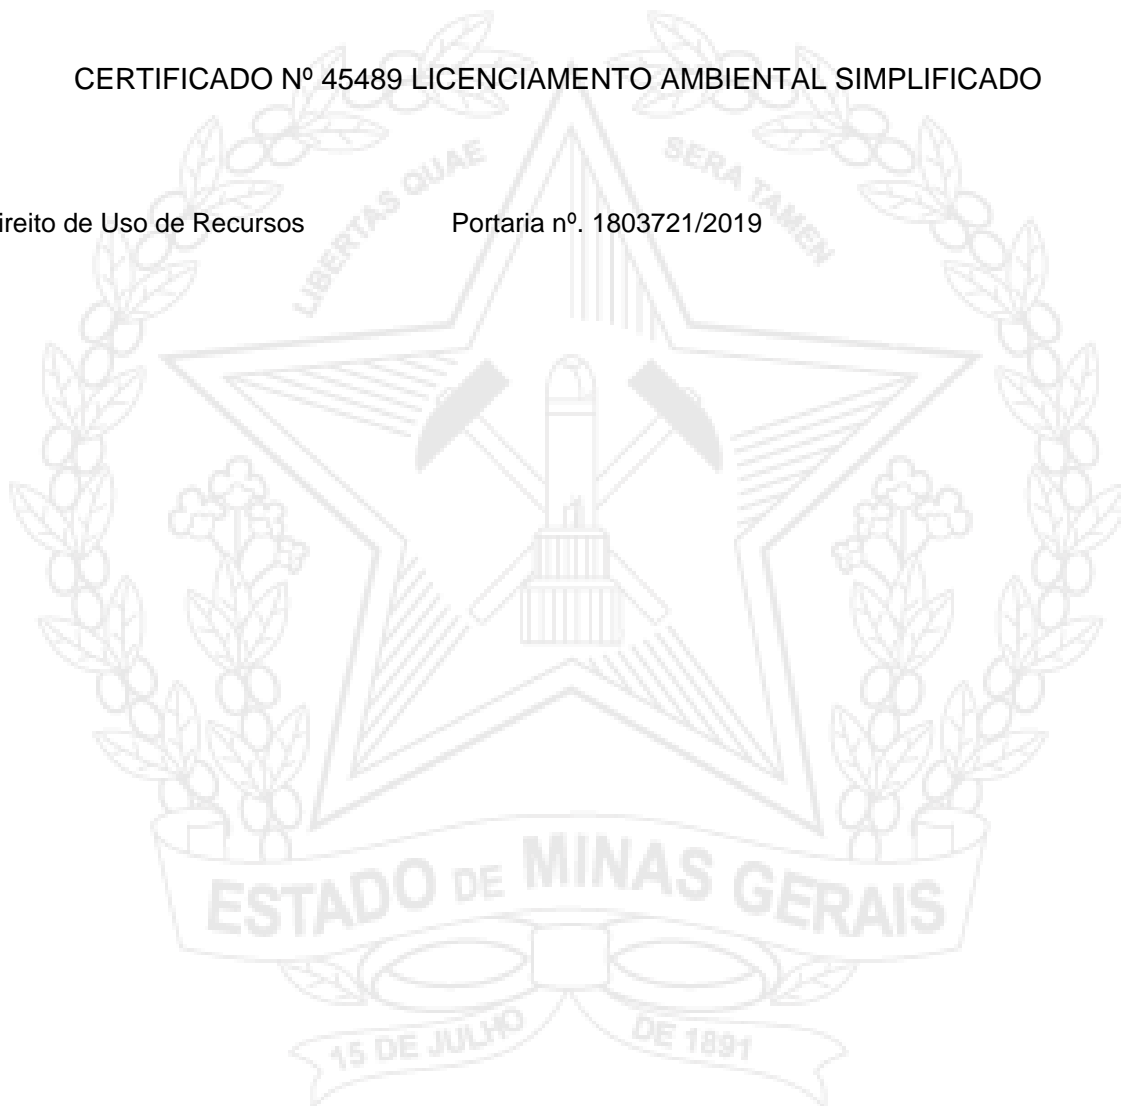 CERTIFICADO Nº 45489 LICENCIAMENTO AMBIENTAL SIMPLIFICADO
LIBERTAS QUAE SERA TAMEN
ireito de Uso de Recursos Portaria nº. 1803721/2019
ESTADO DE MINAS GERAIS
15 DE JULHO DE 1891